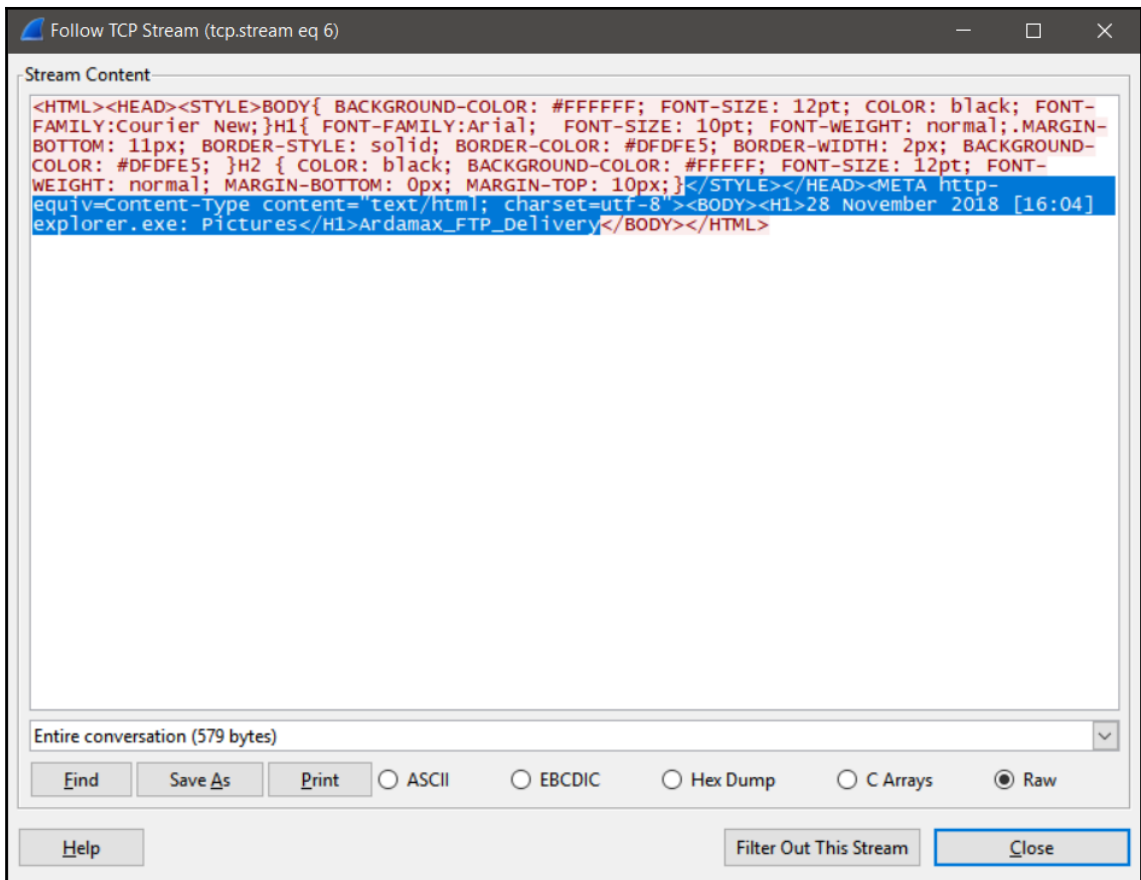 Follow TCP Stream (tcp.stream eq 6)
Stream Content
<HTML><HEAD><STYLE>BODY{ BACKGROUND-COLOR: #FFFFFF; FONT-SIZE: 12pt; COLOR: black; FONT-
FAMILY:Courier New;}H1{ FONT-FAMILY:Arial;  FONT-SIZE: 10pt; FONT-WEIGHT: normal;.MARGIN-
BOTTOM: 11px; BORDER-STYLE: solid; BORDER-COLOR: #DFDFE5; BORDER-WIDTH: 2px; BACKGROUND-
COLOR: #DFDFE5; }H2 { COLOR: black; BACKGROUND-COLOR: #FFFFF; FONT-SIZE: 12pt; FONT-
WEIGHT: normal; MARGIN-BOTTOM: 0px; MARGIN-TOP: 10px;}</STYLE></HEAD><META http-
equiv=Content-Type content="text/html; charset=utf-8"><BODY><H1>28 November 2018 [16:04]
explorer.exe: Pictures</H1>Ardamax_FTP_Delivery</BODY></HTML>
Entire conversation (579 bytes)
Find Save As Print ASCII EBCDIC Hex Dump C Arrays Raw
Help Filter Out This Stream Close